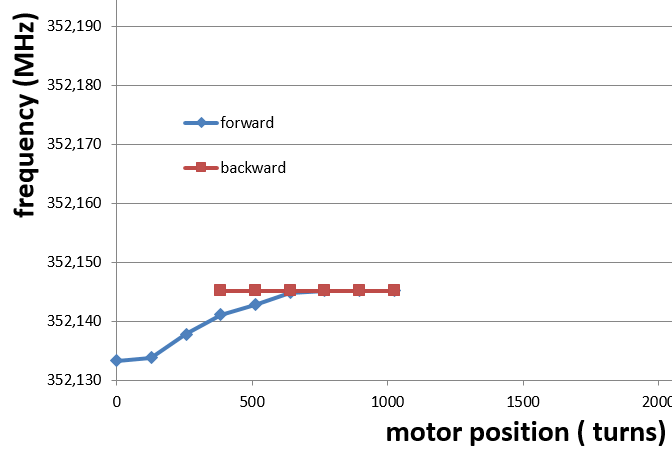 frequency (MHz)
352,190
352,180
352,170
352,160
352,150
352,140
352,130
forward
backward
0 500 1000 1500 2000
motor position ( turns)